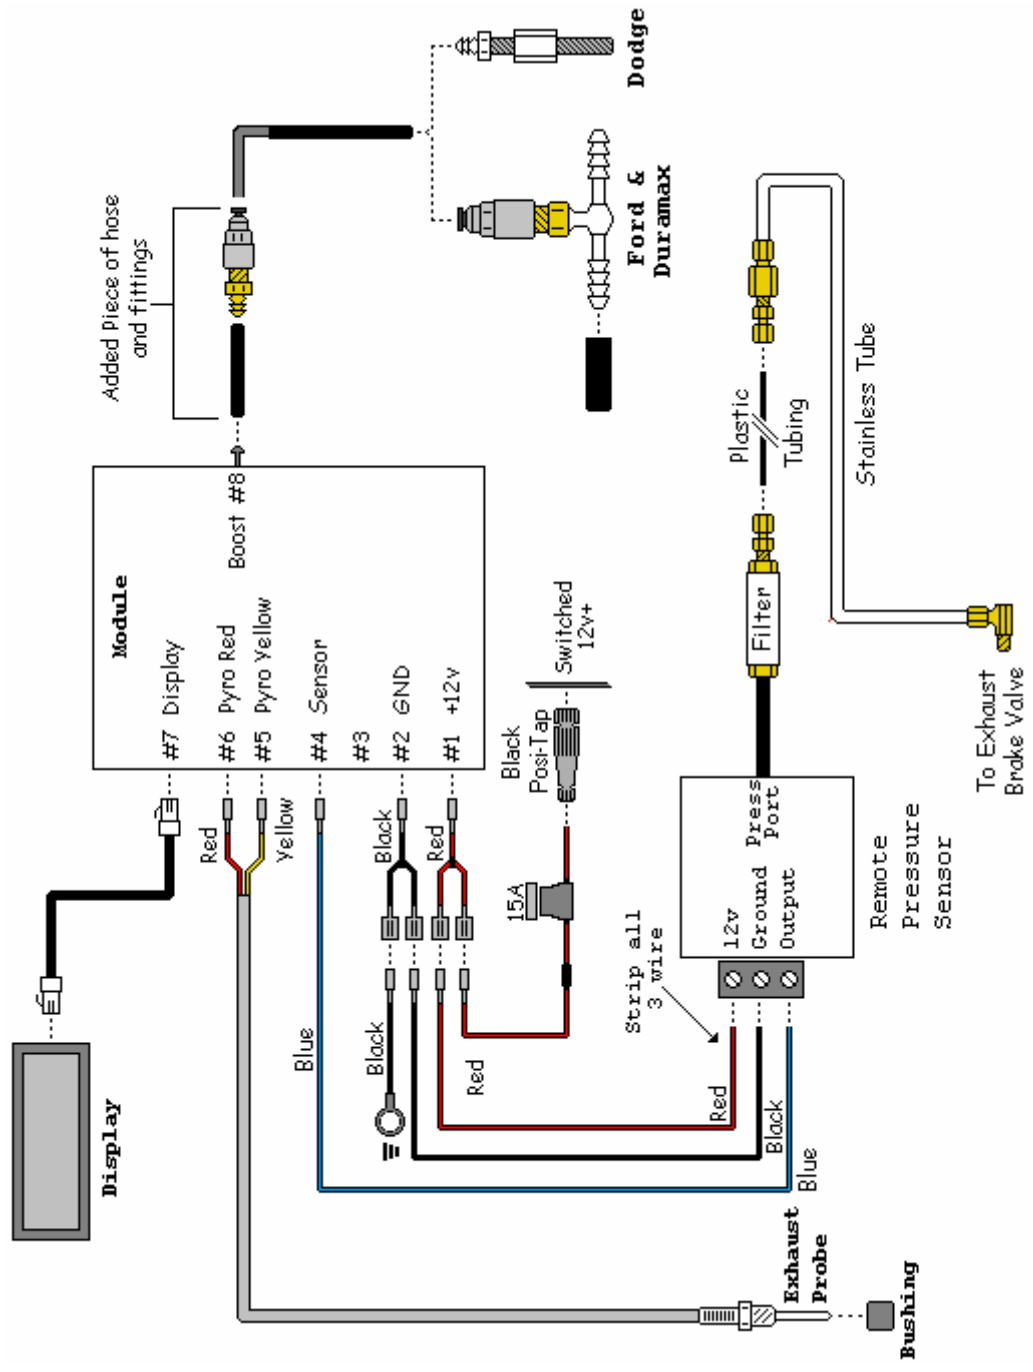 Display
Bushing
Exhaust
Probe
Module
#7 Display
#6 Pyro Red
#5 Pyro Yellow
#4 Sensor
#3
#2 GND
#1 +12v
Boost #8
Added Piece of hose
and fittings
Dodge
Ford &
Duramax
Red
Yellow
Blue
Black
Red
Black
Red
15A
Black
Posi-Tap
Switched
12v+
Strip all
3 wire
Red
Black
Blue
12v
Ground
Output
Press
Port
Remote
Pressure
Sensor
Filter
Plastic
Tubing
Stainless Tube
To Exhaust
Brake Valve